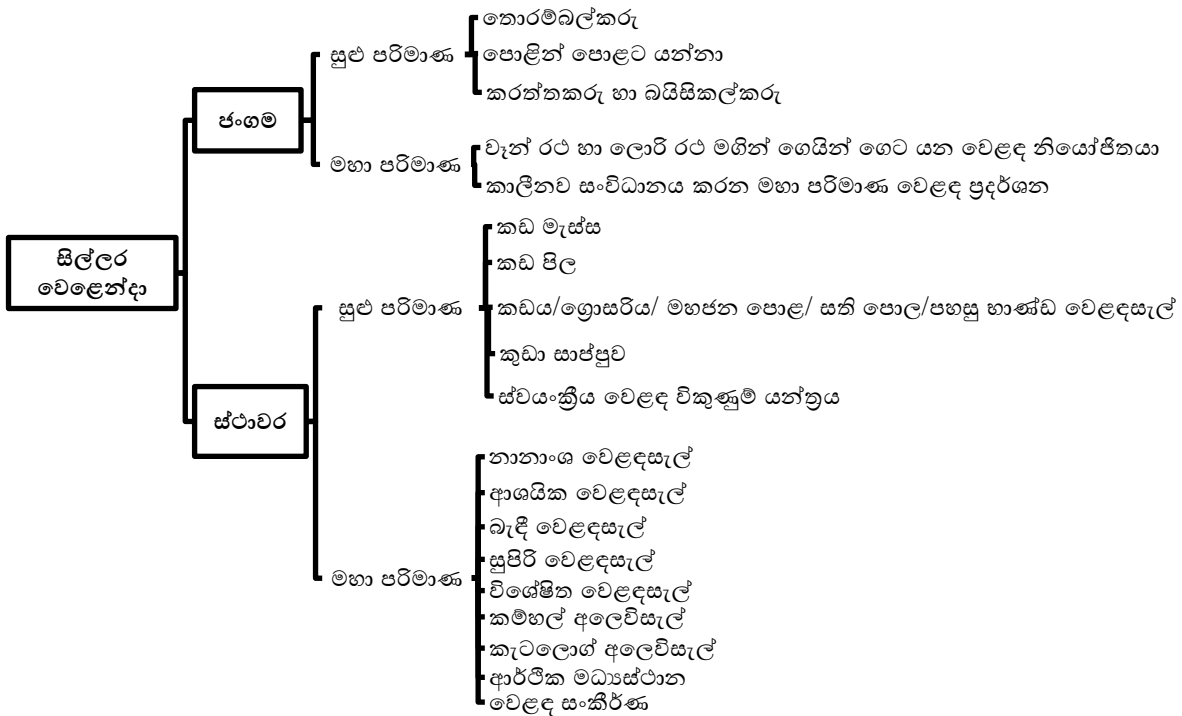 තොරම්බල්කරු
සුළු පරිමාණ
පොළින් පොළට යන්නා
කරත්තකරු හා බයිසිකල්කරු
ජංගම
වෑන් රථ හා ලොරි රථ මගින් ගෙයින් ගෙට යන වෙළඳ නියෝජිතයා
මහා පරිමාණ
කාලීනව සංවිධානය කරන මහා පරිමාණ වෙළඳ ප්‍රදර්ශන
සිල්ලර
වෙළෙන්දා
කඩ මැස්ස
කඩ පිල
සුළු පරිමාණ
කඩය/ග්‍රොසරිය/ මහජන පොළ/ සති පොල/පහසු භාණ්ඩ වෙළඳසැල්
කුඩා සාප්පුව
ස්වයංක්‍රීය වෙළඳ විකුණුම් යන්ත්‍රය
ස්ථාවර
නානාංශ වෙළඳසැල්
ආශයික වෙළඳසැල්
බැඳී වෙළඳසැල්
සුපිරි වෙළඳසැල්
මහා පරිමාණ
විශේෂිත වෙළඳසැල්
කම්හල් අලෙවිසැල්
කැටලොග් අලෙවිසැල්
ආර්ථික මධ්‍යස්ථාන
වෙළඳ සංකීර්ණ